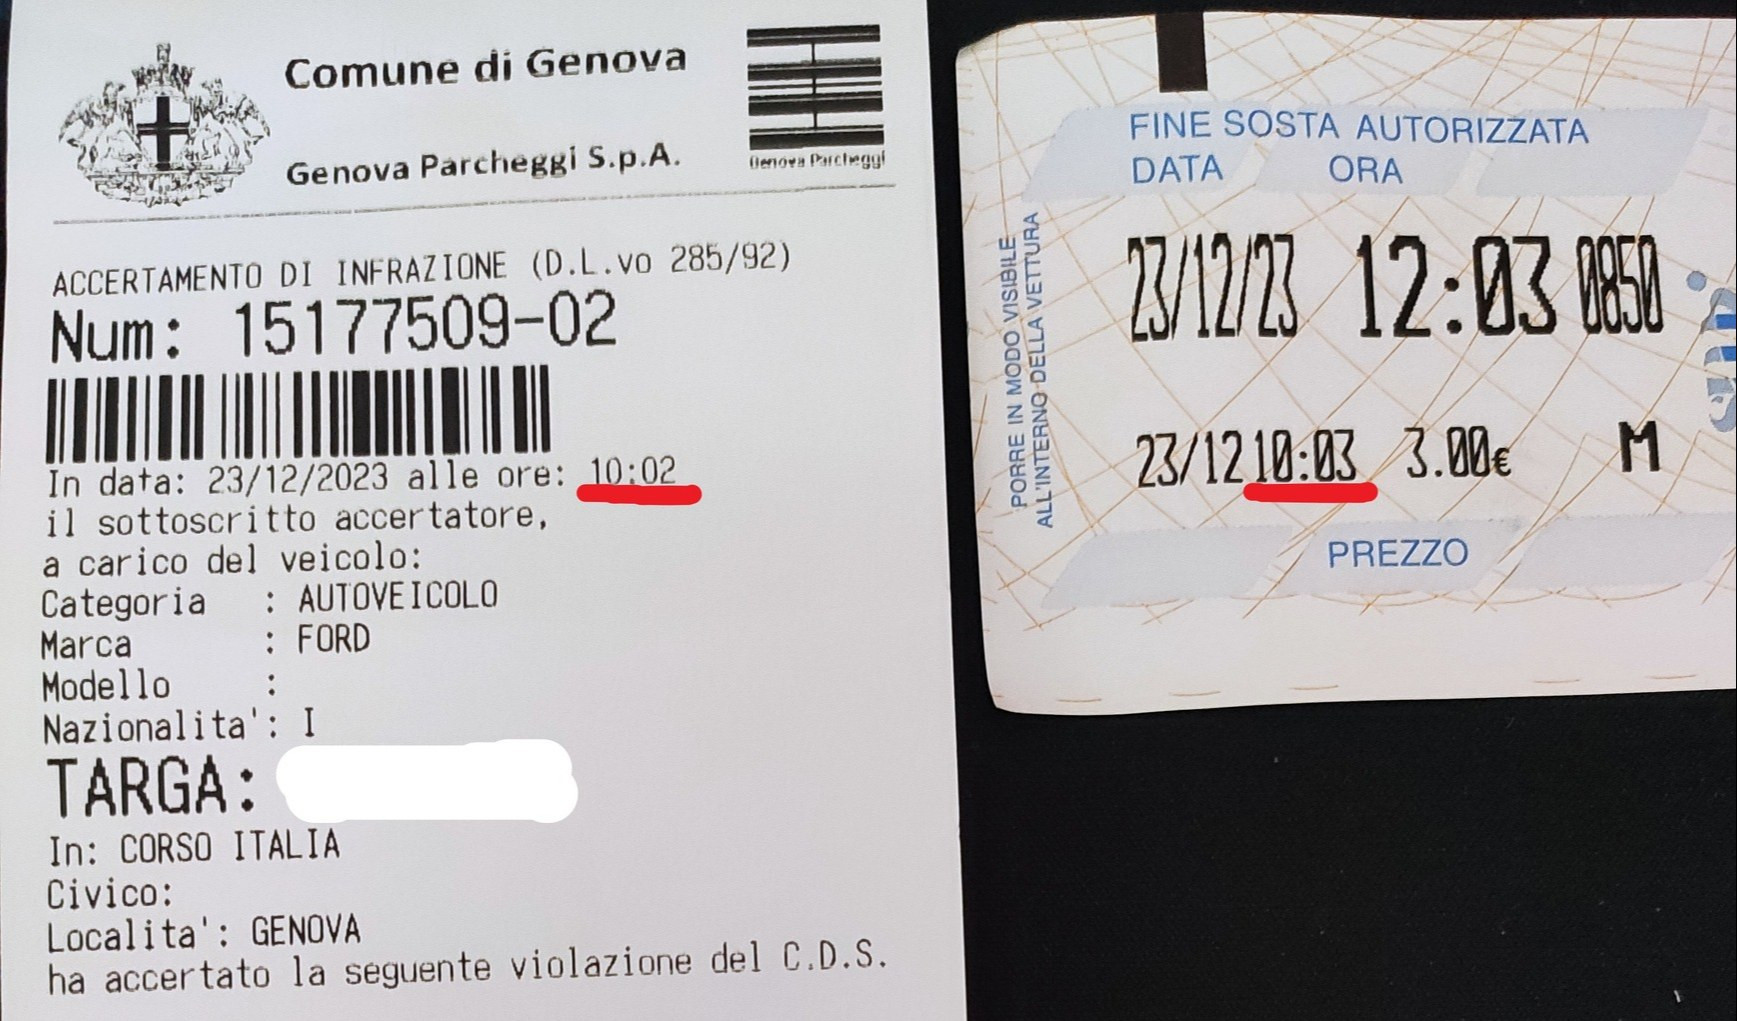 Comune di Genova
Genova Parcheggi S.p.A.
Genova Parcheggi
ACCERTAMENTO DI INFRAZIONE (D.L.vo 285/92)
Num: 15177509-02
In data: 23/12/2023 alle ore: 10:02
il sottoscritto accertatore,
a carico del veicolo:
Categoria : AUTOVEICOLO
Marca : FORD
Modello :
Nazionalita': I
TARGA:
In: CORSO ITALIA
Civico:
Localita': GENOVA
ha accertato la seguente violazione del C.D.S.
FINE SOSTA AUTORIZZATA
DATA ORA
23/12/23 12:03 0850
23/12 10:03 3.00€ M
PREZZO
PORRE IN MODO VISIBILE
ALL'INTERNO DELLA VETTURA